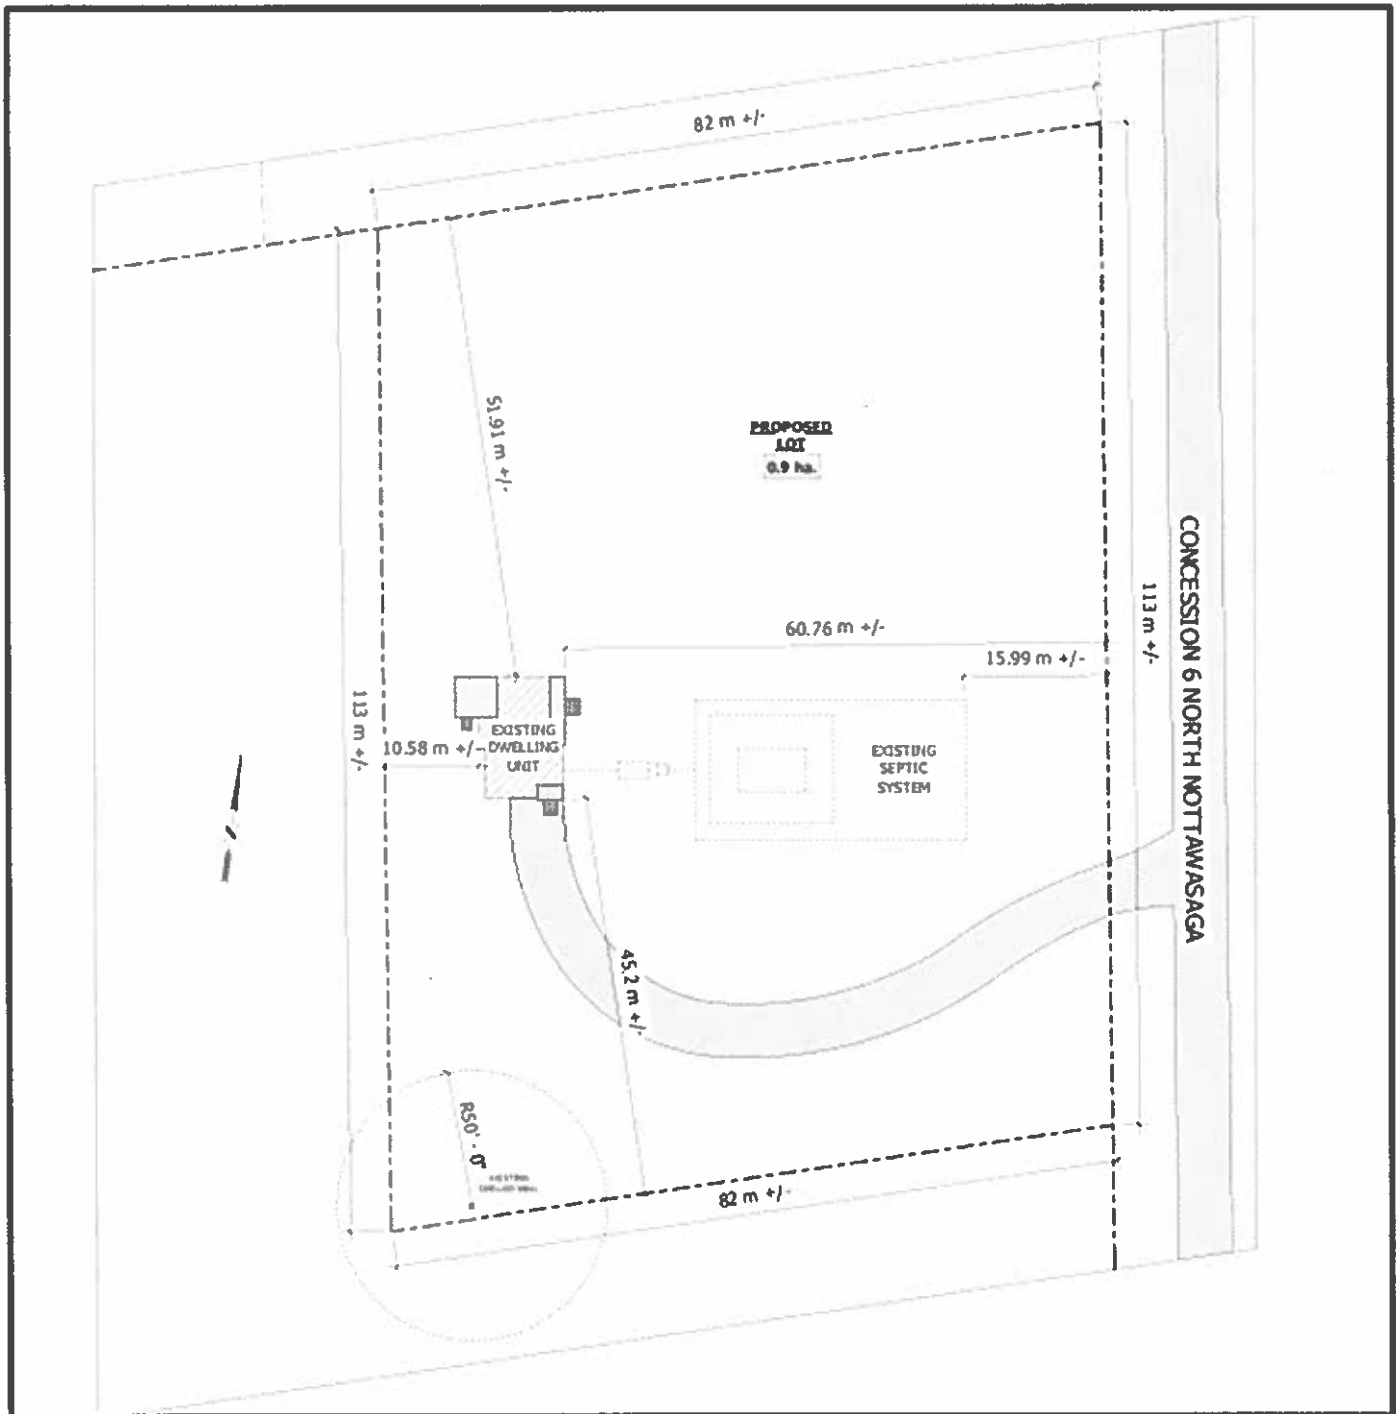 82 m +/-
51.91 m +/-
PROPOSED
LOT
0.9 ha.
CONCESSION 6 NORTH NOTTAWASAGA
113 m +/-
60.76 m +/-
15.99 m +/-
113 m +/-
10.58 m +/-
EXISTING
DWELLING
UNIT
EXISTING
SEPTIC
SYSTEM
45.2 m +/-
R50' - 0"
82 m +/-